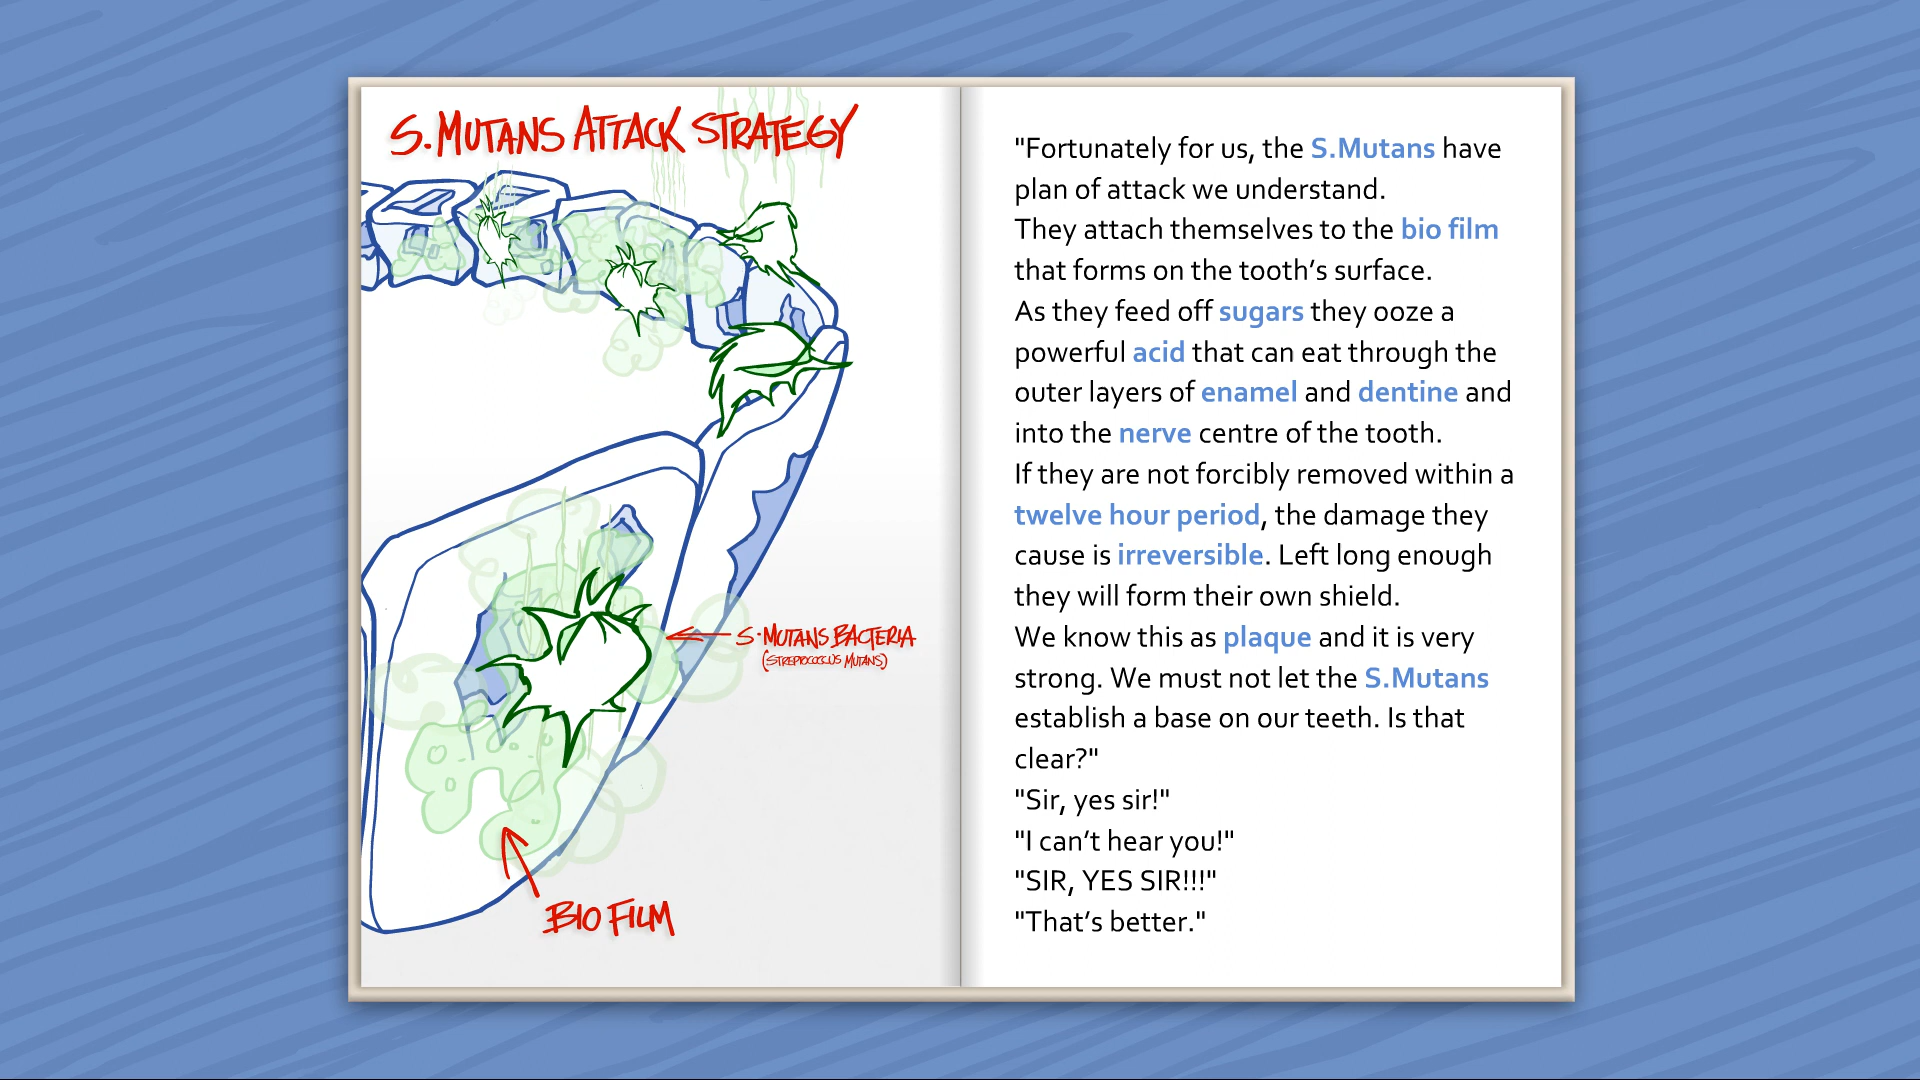 S.MUTANS ATTACK STRATEGY
S.MUTANS BACTERIA
(STREPTOCOCCUS MUTANS)
BIO FILM
"Fortunately for us, the S.Mutans have
plan of attack we understand.
They attach themselves to the bio film
that forms on the tooth’s surface.
As they feed off sugars they ooze a
powerful acid that can eat through the
outer layers of enamel and dentine and
into the nerve centre of the tooth.
If they are not forcibly removed within a
twelve hour period, the damage they
cause is irreversible. Left long enough
they will form their own shield.
We know this as plaque and it is very
strong. We must not let the S.Mutans
establish a base on our teeth. Is that
clear?"
"Sir, yes sir!"
"I can’t hear you!"
"SIR, YES SIR!!!"
"That’s better."